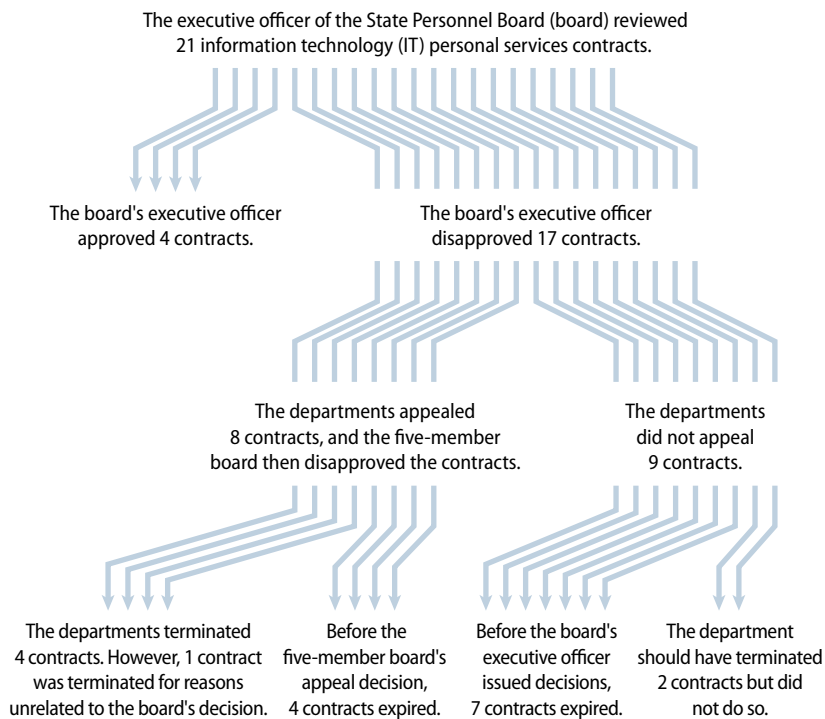 The executive officer of the State Personnel Board (board) reviewed
21 information technology (IT) personal services contracts.
The board's executive officer
approved 4 contracts.
The board's executive officer
disapproved 17 contracts.
The departments appealed
8 contracts, and the five-member
board then disapproved the contracts.
The departments
did not appeal
9 contracts.
The departments terminated
4 contracts. However, 1 contract
was terminated for reasons
unrelated to the board's decision.
Before the
five-member board's
appeal decision,
4 contracts expired.
Before the board's
executive officer
issued decisions,
7 contracts expired.
The department
should have terminated
2 contracts but did
not do so.